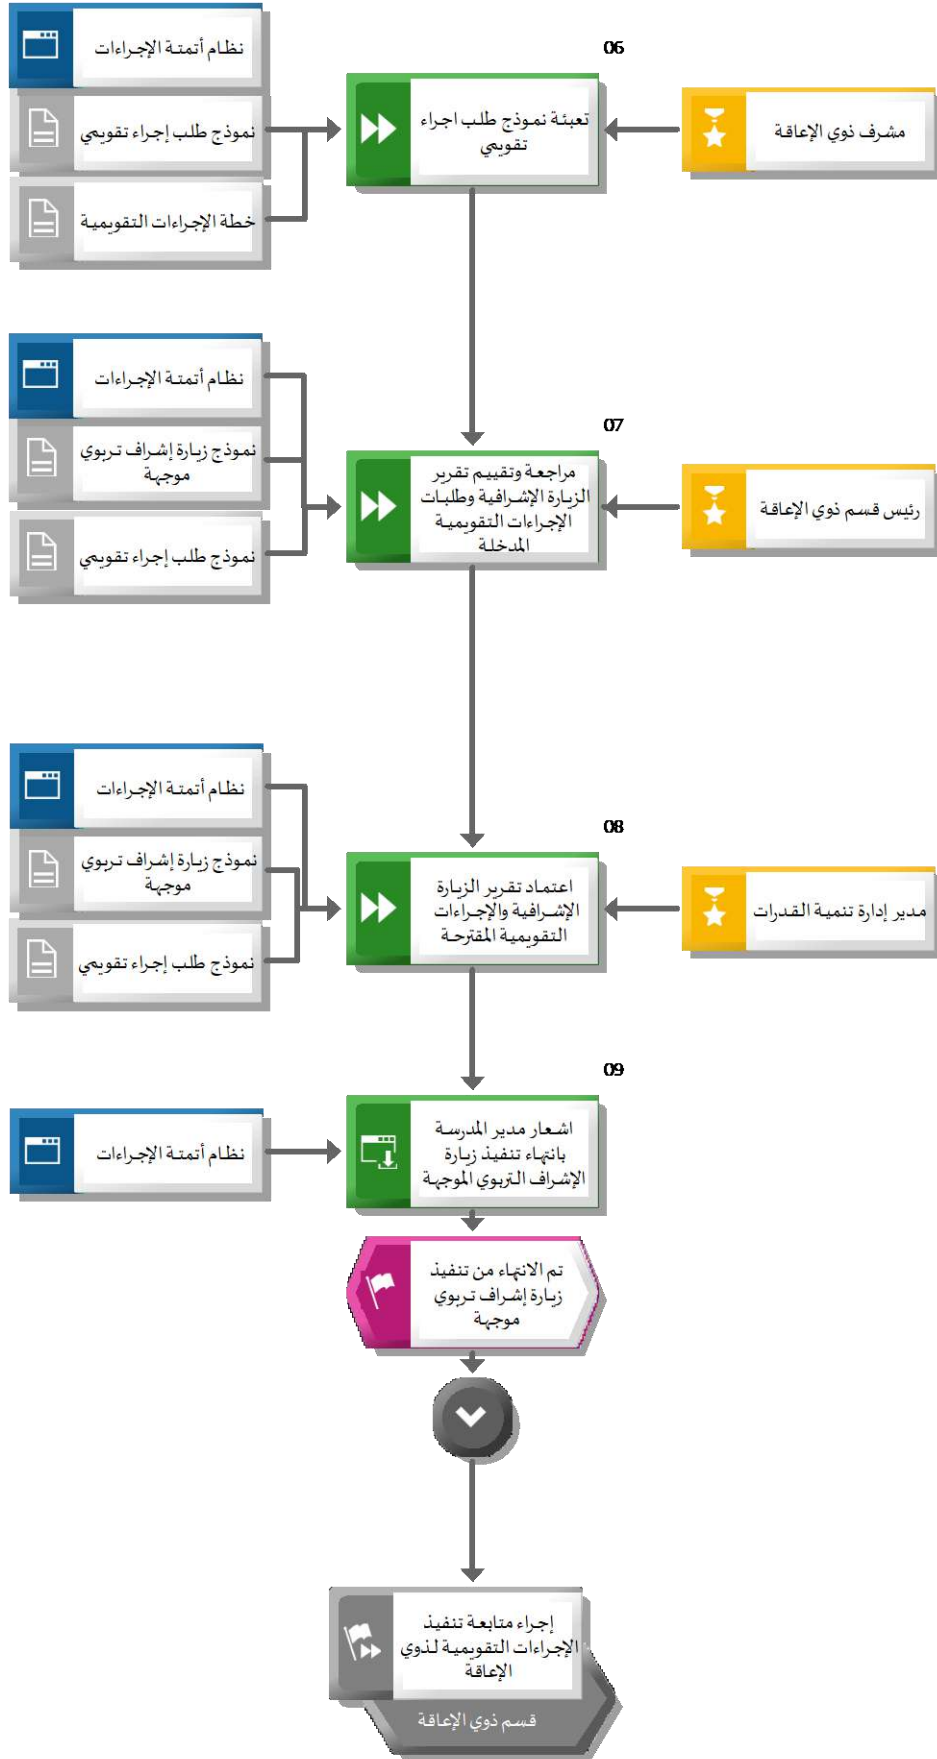 06
مشرف ذوي الإعاقة
تعبئة نموذج طلب اجراء
تقويمي
نظام أتمتة الإجراءات
نموذج طلب إجراء تقويمي
خطة الإجراءات التقويمية
07
رئيس قسم ذوي الإعاقة
مراجعة وتقييم تقرير
الزيارة الإشرافية وطلبات
الإجراءات التقويمية
المدخلة
نظام أتمتة الإجراءات
نموذج زيارة إشراف تربوي
موجهة
نموذج طلب إجراء تقويمي
08
مدير إدارة تنمية القدرات
اعتماد تقرير الزيارة
الإشرافية والإجراءات
التقويمية المقترحة
نظام أتمتة الإجراءات
نموذج زيارة إشراف تربوي
موجهة
نموذج طلب إجراء تقويمي
09
اشعار مدير المدرسة
بانتهاء تنفيذ زيارة
الإشراف التربوي الموجهة
نظام أتمتة الإجراءات
تم الانتهاء من تنفيذ
زيارة إشراف تربوي
موجهة
إجراء متابعة تنفيذ
الإجراءات التقويمية لذوي
الإعاقة
قسم ذوي الإعاقة